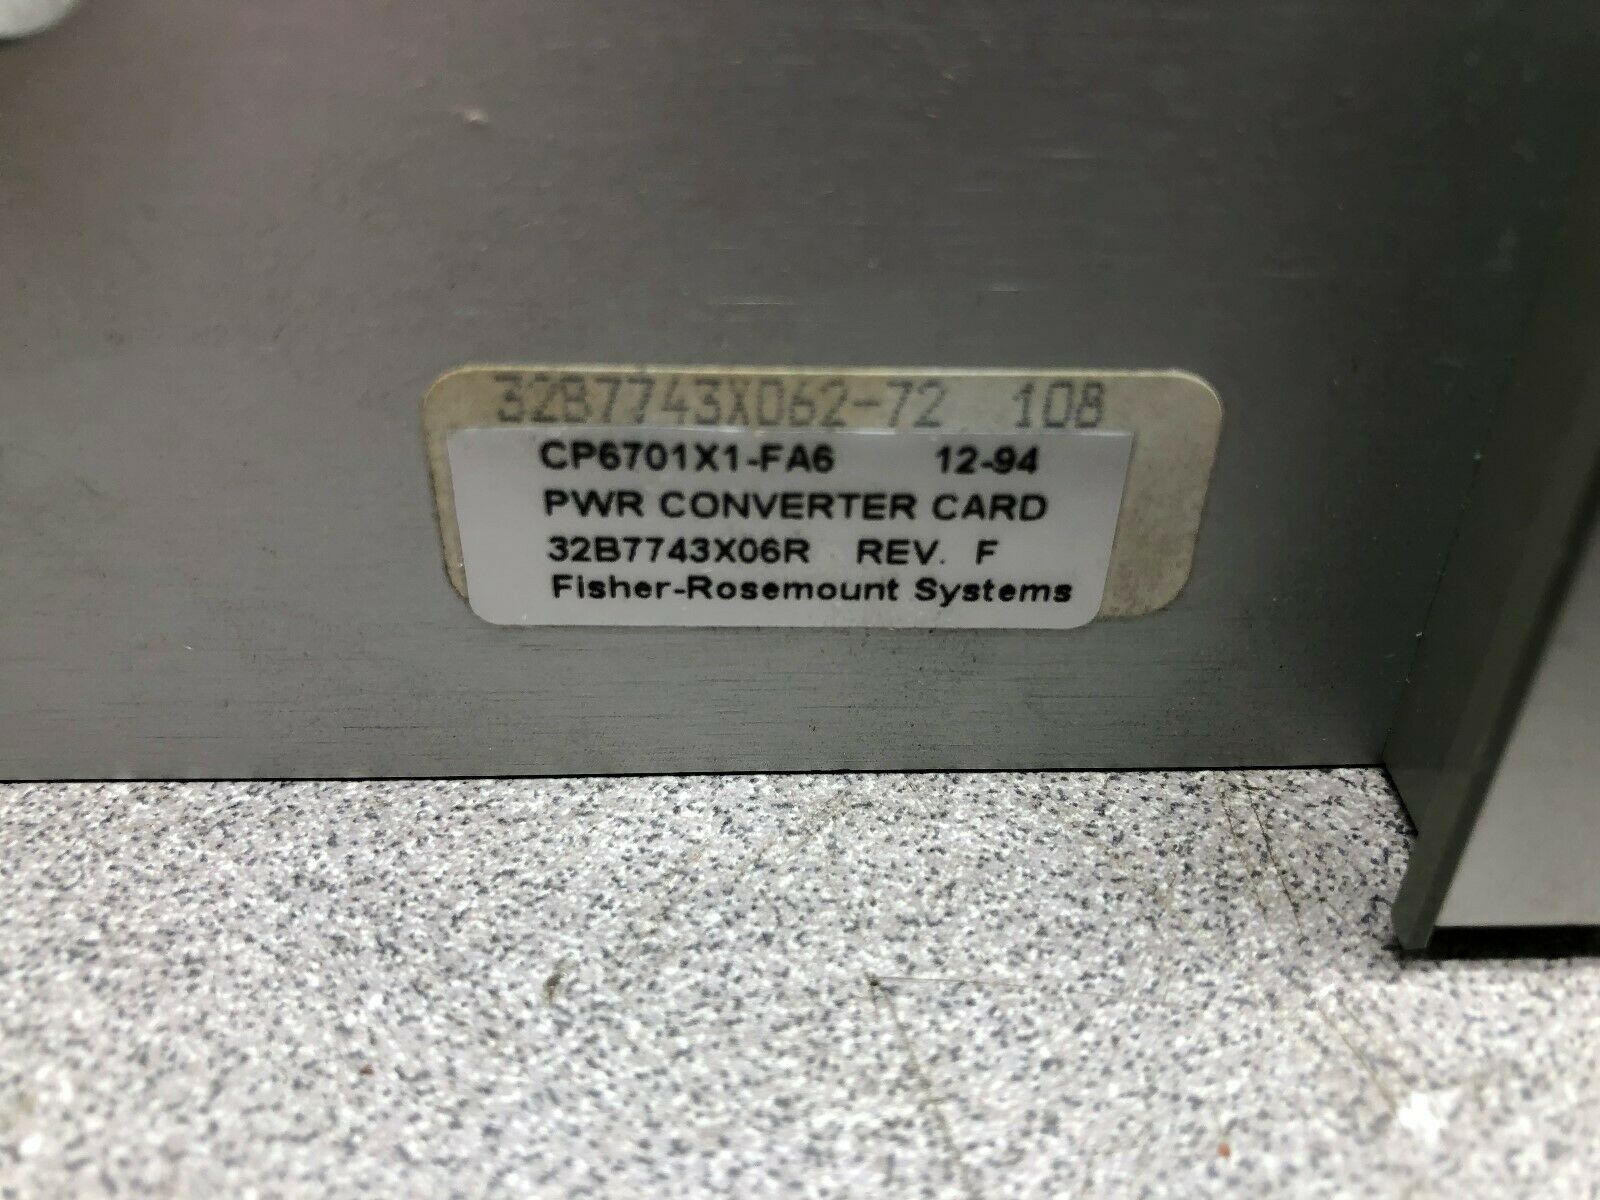 32B7743X062-72 108
CP6701X1-FA6 12-94
PWR CONVERTER CARD
32B7743X06R REV. F
Fisher-Rosemount Systems